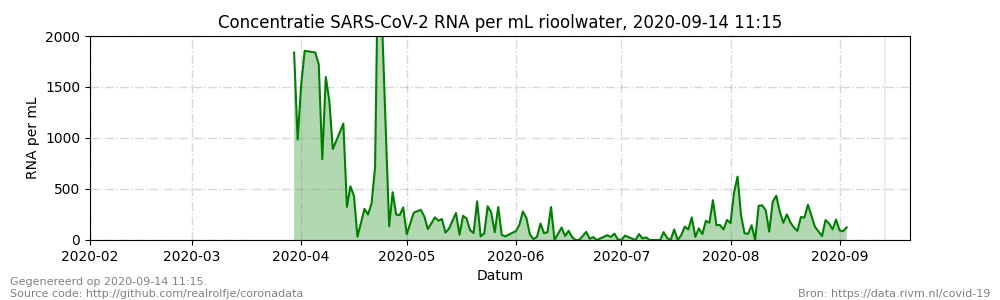 Concentratie SARS-CoV-2 RNA per mL rioolwater, 2020-09-14 11:15
2000
1500
1000
500
0
RNA per mL
2020-02 2020-03 2020-04 2020-05 2020-06 2020-07 2020-08 2020-09
Datum
Gegenereerd op 2020-09-14 11:15.
Source code: http://github.com/realrolfje/coronadata
Bron: https://data.rivm.nl/covid-19